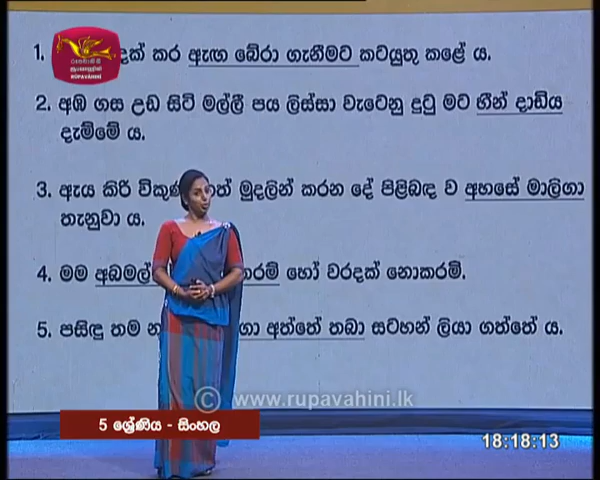 1. දක් කර ඇඟ බේරා ගැනීමට කටයුතු කළේ ය.
2. අඹ ගස උඩ සිටි මල්ලී පය ලිස්සා වැටෙනු දුටු මට හීන් දාඩිය
දැම්මේ ය.
3. ඇය කිරි විකුණ ත් මුදලින් කරන දේ පිළිබඳ ව අහසේ මාලිගා
තැනුවා ය.
4. මම අබමල් තරම් හෝ වරදක් නොකරමි.
5. පසිඳු තම න ගා අත්තේ තබා සටහන් ලියා ගත්තේ ය.
RUPAVAHINI
© www.rupavahini.lk
5 ශ්‍රේණිය - සිංහල
18:18:13